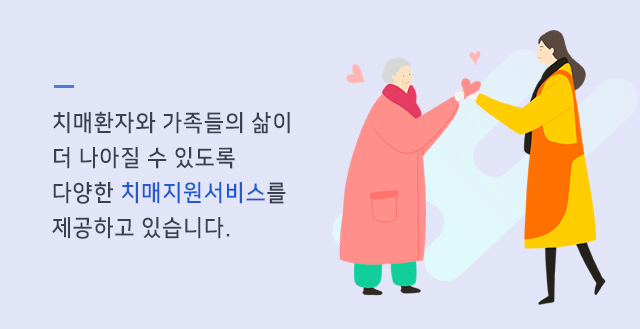 치매환자와 가족들의 삶이
더 나아질 수 있도록
다양한 치매지원서비스를
제공하고 있습니다.